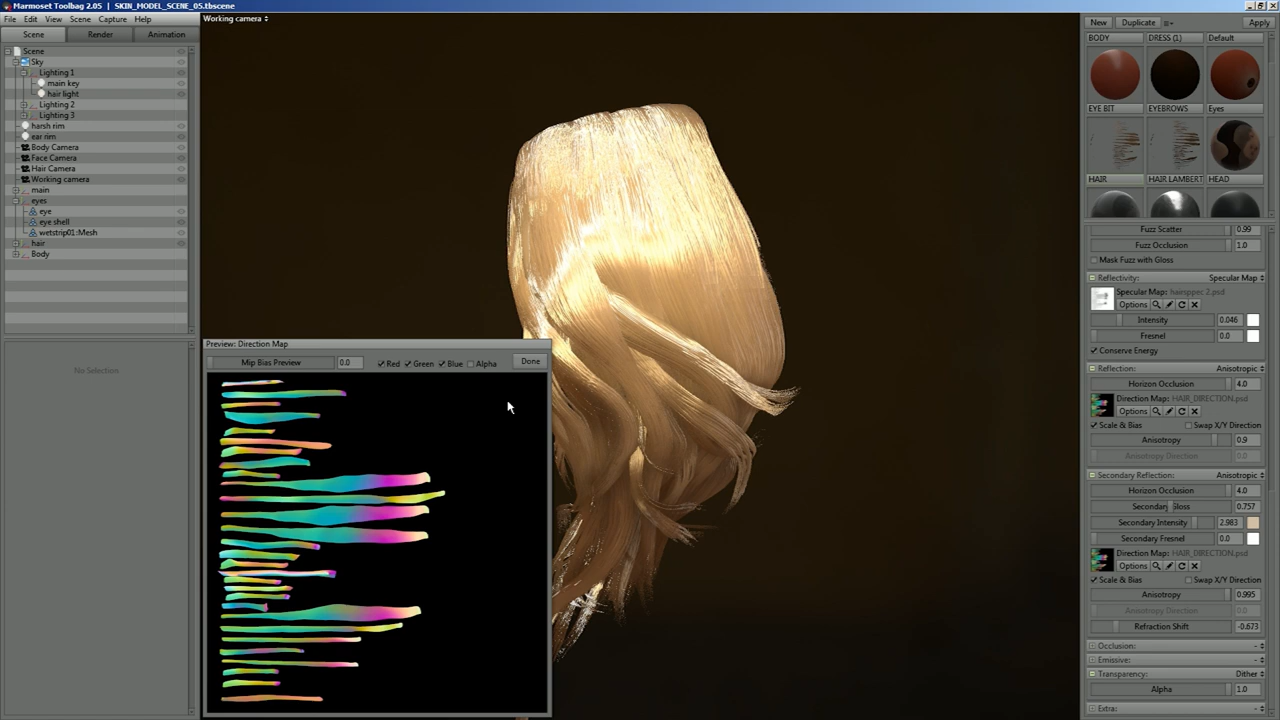 Marmoset Toolbag 2.05 | SKIN_MODEL_SCENE_05.tbscene
File Edit View Scene Capture Help
Scene Render Animation
Scene
Sky
Lighting 1
main key
hair light
Lighting 2
Lighting 3
harsh rim
ear rim
Body Camera
Face Camera
Hair Camera
Working camera
main
eyes
eye
eye shell
wetstrip01:Mesh
hair
Body
No Selection
Working camera
Preview: Direction Map
Mip Bias Preview 0.0 Red Green Blue Alpha Done
New Duplicate Apply
BODY DRESS (1) Default
EYE BIT EYEBROWS Eyes
HAIR HAIR LAMBERT HEAD
Fuzz Scatter 0.99
Fuzz Occlusion 1.0
Mask Fuzz with Gloss
Reflectivity: Specular Map
Specular Map: hairsppec 2.psd
Options
Intensity 0.046
Fresnel 0.0
Conserve Energy
Reflection: Anisotropic
Horizon Occlusion 4.0
Direction Map: HAIR_DIRECTION.psd
Options
Scale & Bias Swap X/Y Direction
Anisotropy 0.9
Anisotropy Direction 0.0
Secondary Reflection: Anisotropic
Horizon Occlusion 4.0
Secondary Gloss 0.757
Secondary Intensity 2.983
Secondary Fresnel 0.0
Direction Map: HAIR_DIRECTION.psd
Options
Scale & Bias Swap X/Y Direction
Anisotropy 0.995
Anisotropy Direction 0.0
Refraction Shift -0.673
Occlusion: -
Emissive: -
Transparency: Dither
Alpha 1.0
Extra: -